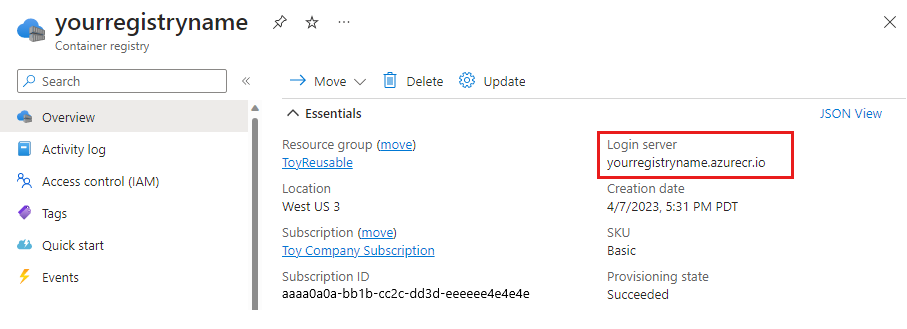 yourregistryname
Container registry
Search
Move
Delete
Update
Overview
Activity log
Access control (IAM)
Tags
Quick start
Events
Essentials
JSON View
Resource group (move)
ToyReusable
Location
West US 3
Subscription (move)
Toy Company Subscription
Subscription ID
aaaa0a0a-bb1b-cc2c-dd3d-eeeeee4e4e4e
Login server
yourregistryname.azurecr.io
Creation date
4/7/2023, 5:31 PM PDT
SKU
Basic
Provisioning state
Succeeded